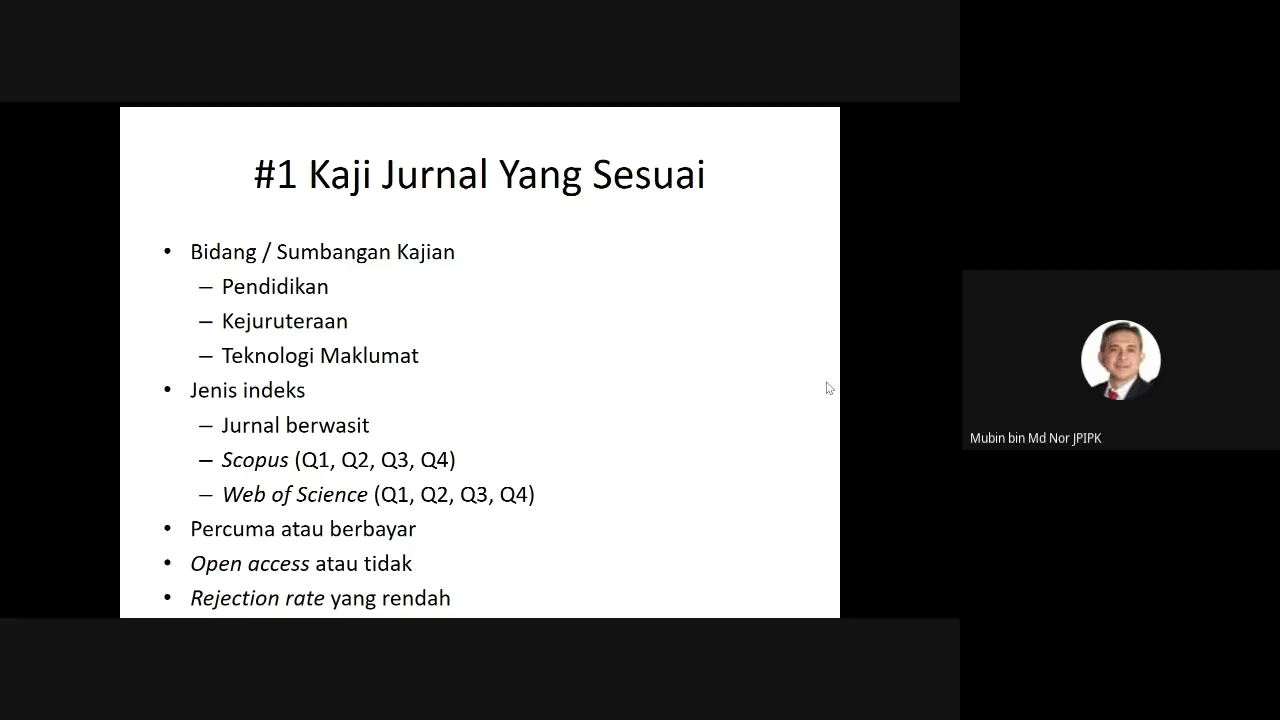 #1 Kaji Jurnal Yang Sesuai
• Bidang / Sumbangan Kajian
– Pendidikan
– Kejuruteraan
– Teknologi Maklumat
• Jenis indeks
– Jurnal berwasit
– Scopus (Q1, Q2, Q3, Q4)
– Web of Science (Q1, Q2, Q3, Q4)
• Percuma atau berbayar
• Open access atau tidak
• Rejection rate yang rendah
Mubin bin Md Nor JPIPK